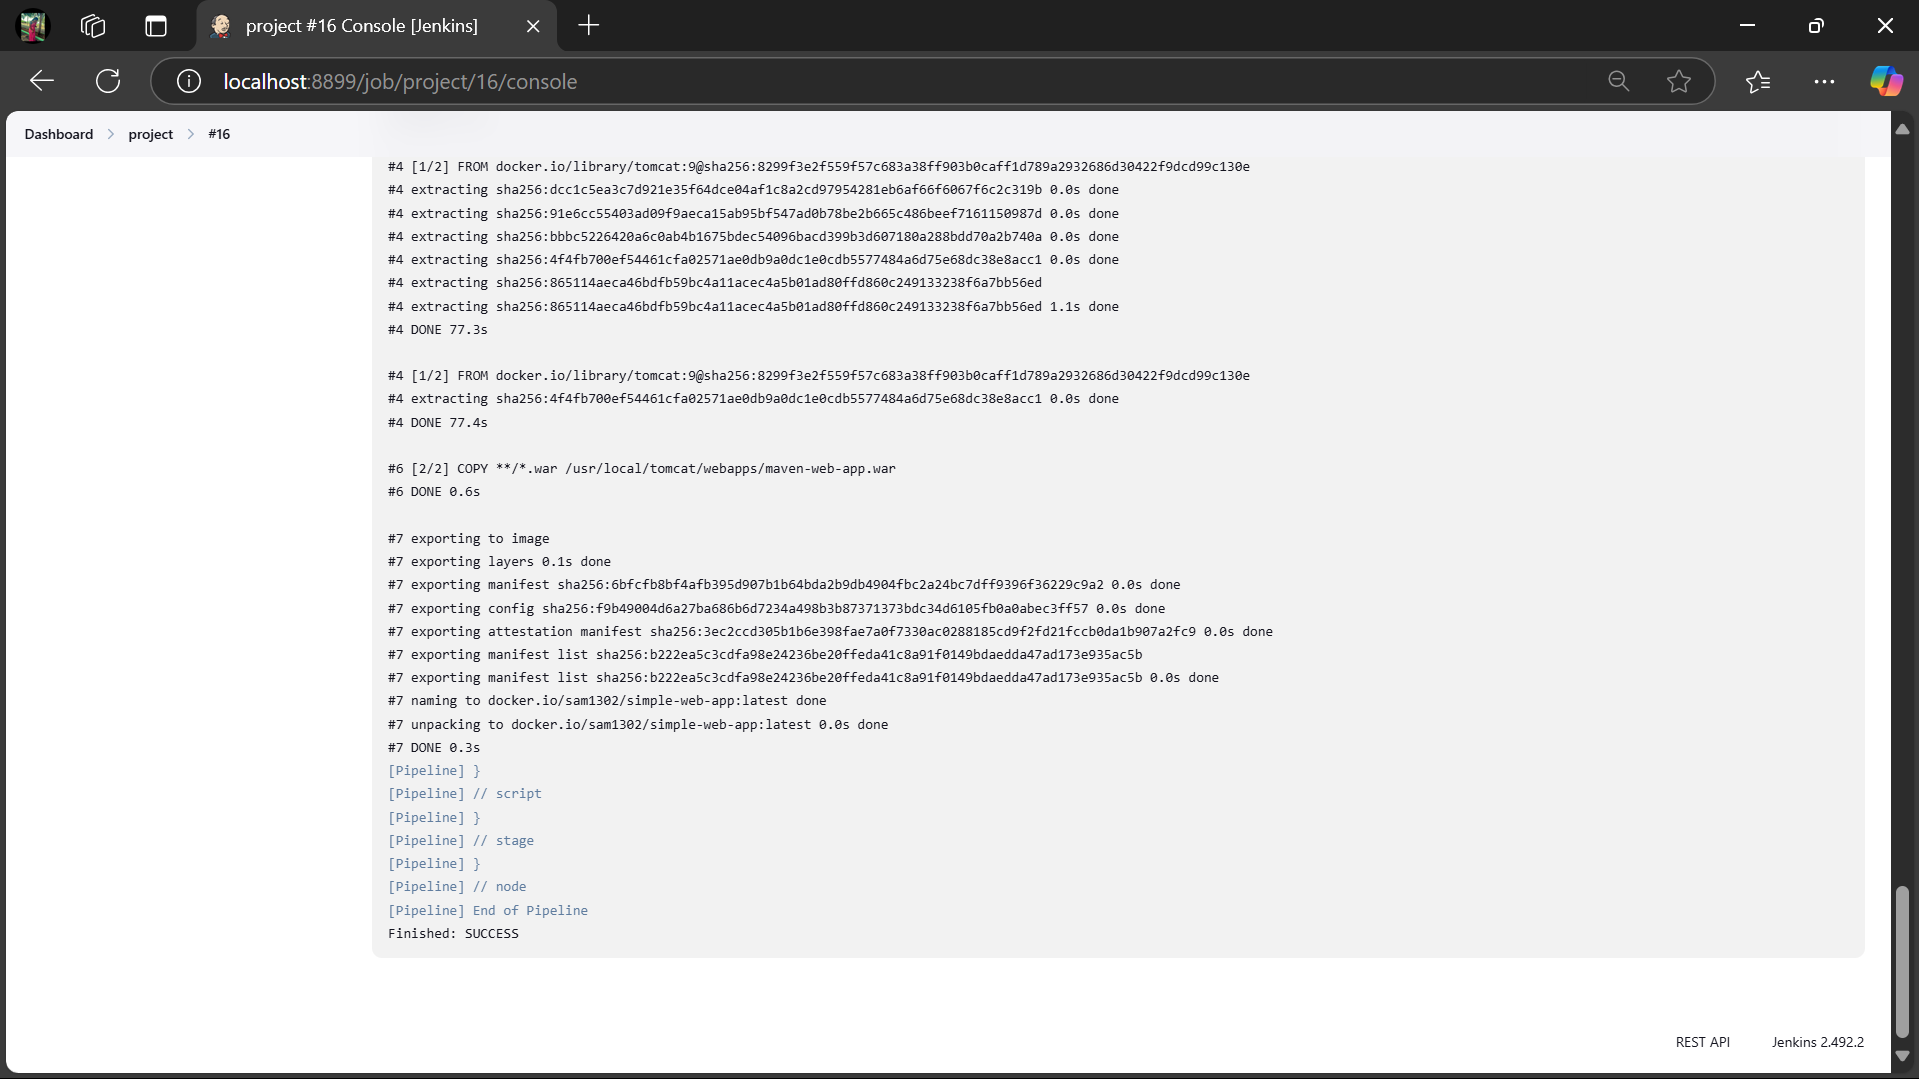 project #16 Console [Jenkins]
localhost:8899/job/project/16/console
Dashboard > project > #16
#4 [1/2] FROM docker.io/library/tomcat:9@sha256:8299f3e2f559f57c683a38ff903b0caff1d789a2932686d30422f9dcd99c130e
#4 extracting sha256:dcc1c5ea3c7d921e35f64dce04af1c8a2cd97954281eb6af66f6067f6c2c319b 0.0s done
#4 extracting sha256:91e6cc55403ad09f9aeca15ab95bf547ad0b78be2b665c486beef7161150987d 0.0s done
#4 extracting sha256:bbbc5226420a6c0ab4b1675bdec54096bacd399b3d607180a288bdd70a2b740a 0.0s done
#4 extracting sha256:4f4fb700ef54461cfa02571ae0db9a0dc1e0cdb5577484a6d75e68dc38e8acc1 0.0s done
#4 extracting sha256:865114aeca46bdfb59bc4a11acec4a5b01ad80ffd860c249133238f6a7bb56ed
#4 extracting sha256:865114aeca46bdfb59bc4a11acec4a5b01ad80ffd860c249133238f6a7bb56ed 1.1s done
#4 DONE 77.3s
#4 [1/2] FROM docker.io/library/tomcat:9@sha256:8299f3e2f559f57c683a38ff903b0caff1d789a2932686d30422f9dcd99c130e
#4 extracting sha256:4f4fb700ef54461cfa02571ae0db9a0dc1e0cdb5577484a6d75e68dc38e8acc1 0.0s done
#4 DONE 77.4s
#6 [2/2] COPY **/*.war /usr/local/tomcat/webapps/maven-web-app.war
#6 DONE 0.6s
#7 exporting to image
#7 exporting layers 0.1s done
#7 exporting manifest sha256:6bfcfb8bf4afb395d907b1b64bda2b9db4904fbc2a24bc7dff9396f36229c9a2 0.0s done
#7 exporting config sha256:f9b49004d6a27ba686b6d7234a498b3b87371373bdc34d6105fb0a0abec3ff57 0.0s done
#7 exporting attestation manifest sha256:3ec2ccd305b1b6e398fae7a0f7330ac0288185cd9f2fd21fccb0da1b907a2fc9 0.0s done
#7 exporting manifest list sha256:b222ea5c3cdfa98e24236be20ffeda41c8a91f0149bdaedda47ad173e935ac5b
#7 exporting manifest list sha256:b222ea5c3cdfa98e24236be20ffeda41c8a91f0149bdaedda47ad173e935ac5b 0.0s done
#7 naming to docker.io/sam1302/simple-web-app:latest done
#7 unpacking to docker.io/sam1302/simple-web-app:latest 0.0s done
#7 DONE 0.3s
[Pipeline] }
[Pipeline] // script
[Pipeline] }
[Pipeline] // stage
[Pipeline] }
[Pipeline] // node
[Pipeline] End of Pipeline
Finished: SUCCESS
REST API Jenkins 2.492.2